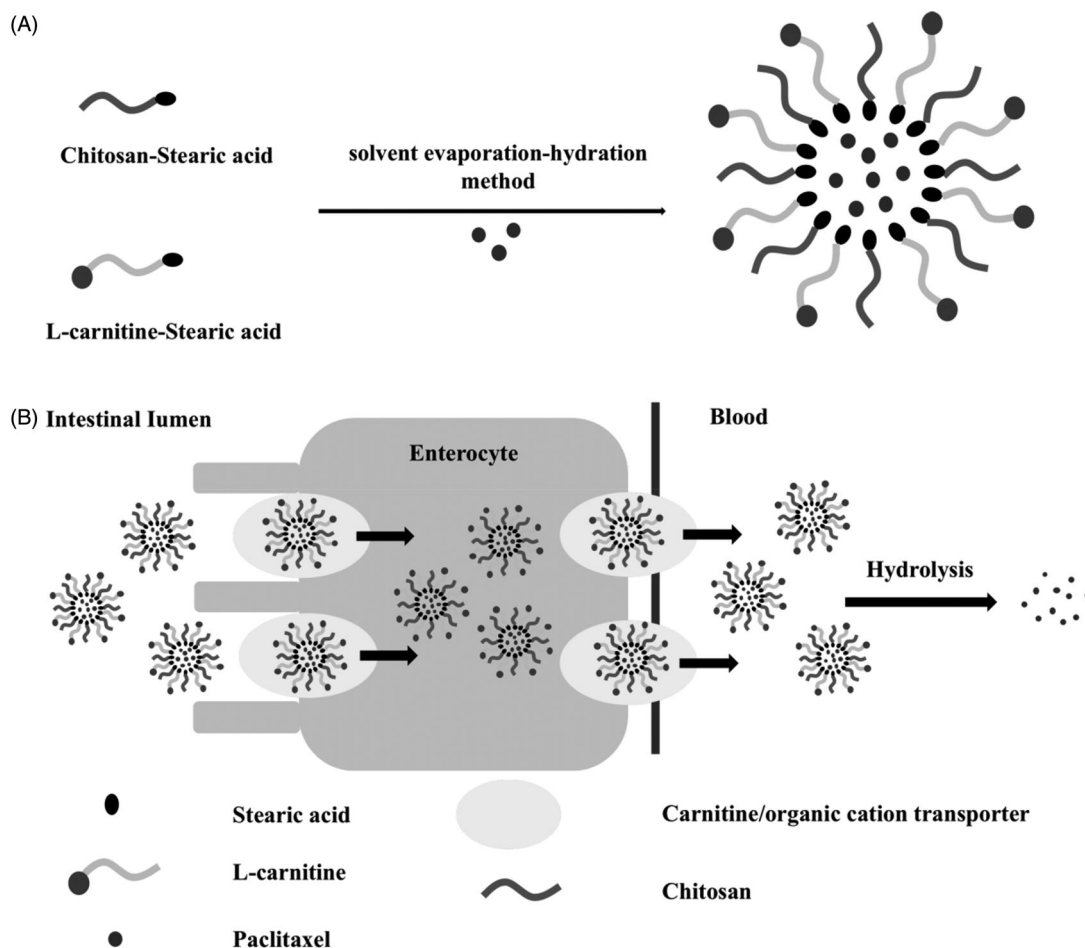 (A)
Chitosan-Stearic acid
solvent evaporation-hydration
method
L-carnitine-Stearic acid
(B)
Intestinal lumen
Blood
Enterocyte
Hydrolysis
Stearic acid
Carnitine/organic cation transporter
L-carnitine
Chitosan
Paclitaxel